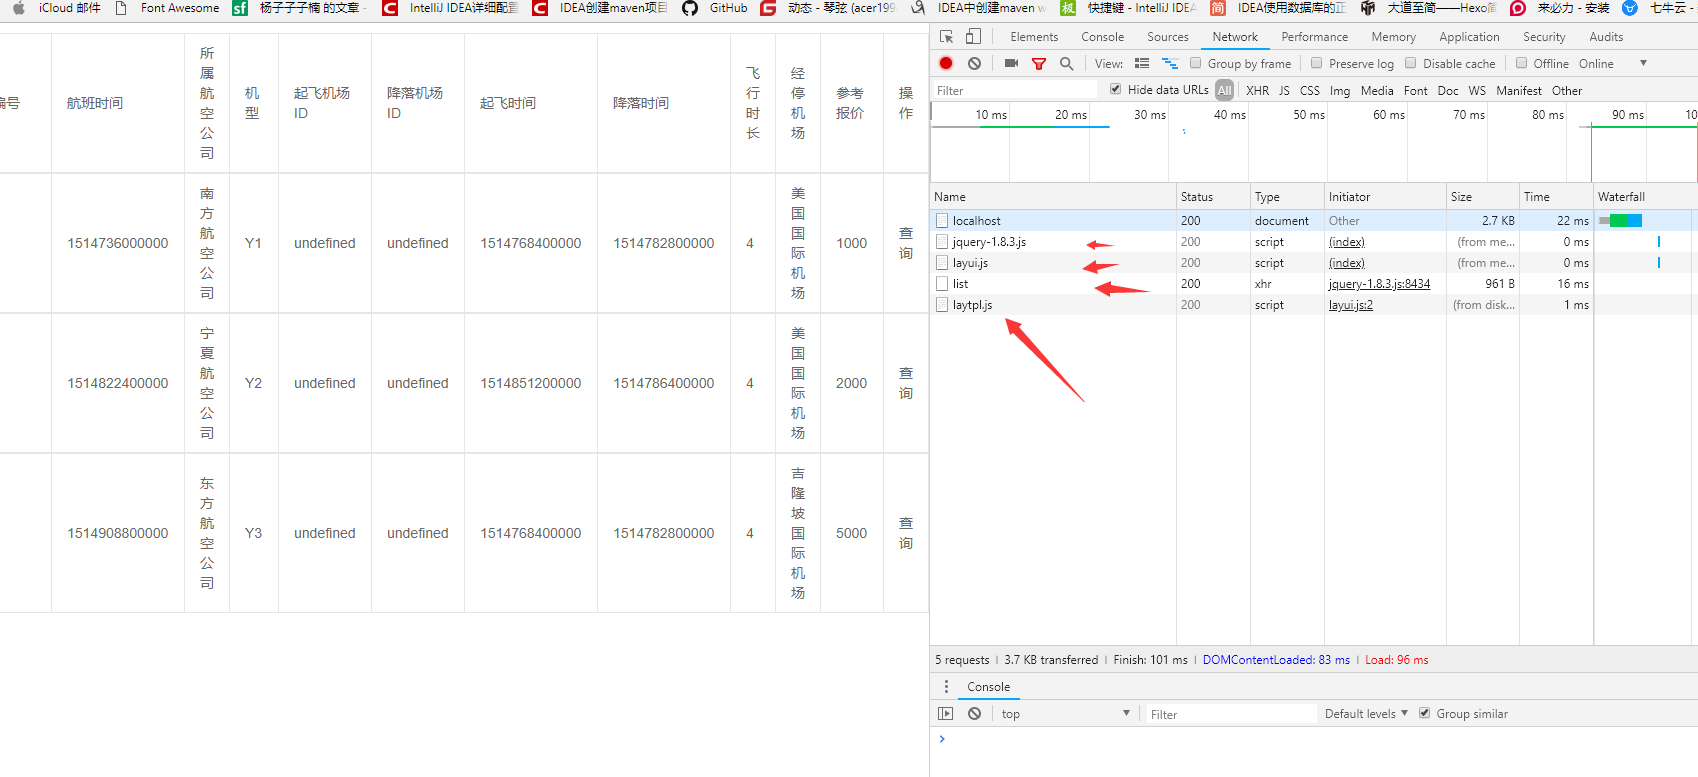 iCloud 邮件 Font Awesome 杨子子子楠 的文章 - IntelliJ IDEA详细配置 IDEA创建maven项目 GitHub 动态 - 琴弦 (acer199 IDEA中创建maven w 快捷键 - IntelliJ IDEA IDEA使用数据库的正 大道至简——Hexo简 来必力 - 安装 七牛云 -
编号
航班时间
所属航空公司
机型
起飞机场
ID
降落机场
ID
起飞时间
降落时间
飞行时长
经停机场
参考
报价
操作
1514736000000
南方航空公司
Y1
undefined
undefined
1514768400000
1514782800000
4
美国国际机场
1000
查询
1514822400000
宁夏航空公司
Y2
undefined
undefined
1514851200000
1514786400000
4
美国国际机场
2000
查询
1514908800000
东方航空公司
Y3
undefined
undefined
1514768400000
1514782800000
4
吉隆坡国际机场
5000
查询
Elements Console Sources Network Performance Memory Application Security Audits
View: Group by frame Preserve log Disable cache Offline Online
Filter Hide data URLs All XHR JS CSS Img Media Font Doc WS Manifest Other
10 ms 20 ms 30 ms 40 ms 50 ms 60 ms 70 ms 80 ms 90 ms 10
Name Status Type Initiator Size Time Waterfall
localhost 200 document Other 2.7 KB 22 ms
jquery-1.8.3.js 200 script (index) (from me... 0 ms
layui.js 200 script (index) (from me... 0 ms
list 200 xhr jquery-1.8.3.js:8434 961 B 16 ms
laytpl.js 200 script layui.js:2 (from disk... 1 ms
5 requests | 3.7 KB transferred | Finish: 101 ms | DOMContentLoaded: 83 ms | Load: 96 ms
Console
top Filter Default levels Group similar